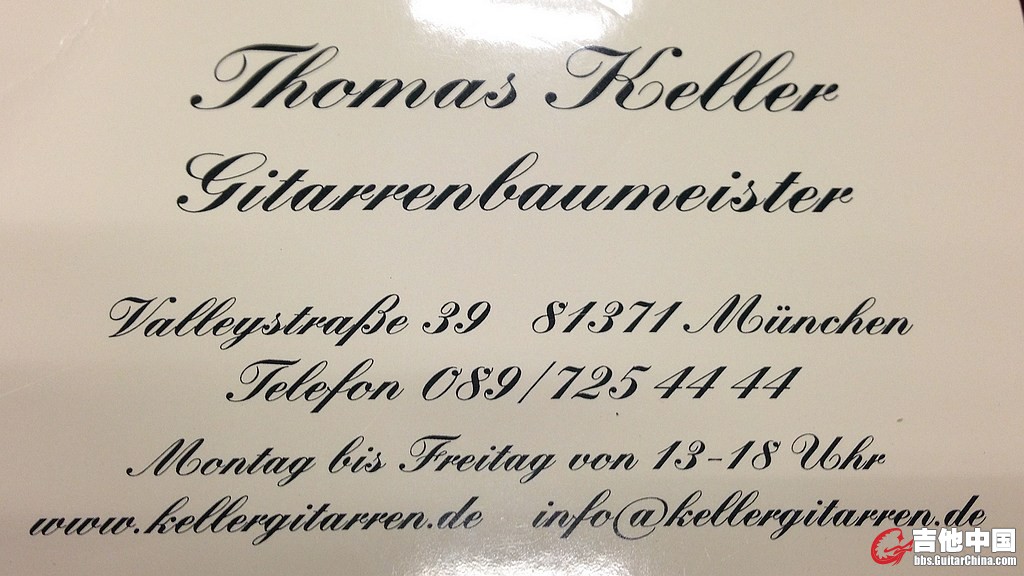 Thomas Keller
Gitarrenbaumeister
Valleystraße 39 81371 München
Telefon 089/725 44 44
Montag bis Freitag von 13-18 Uhr
www.kellergitarren.de info@kellergitarren.de
吉他中国
bbs.GuitarChina.com